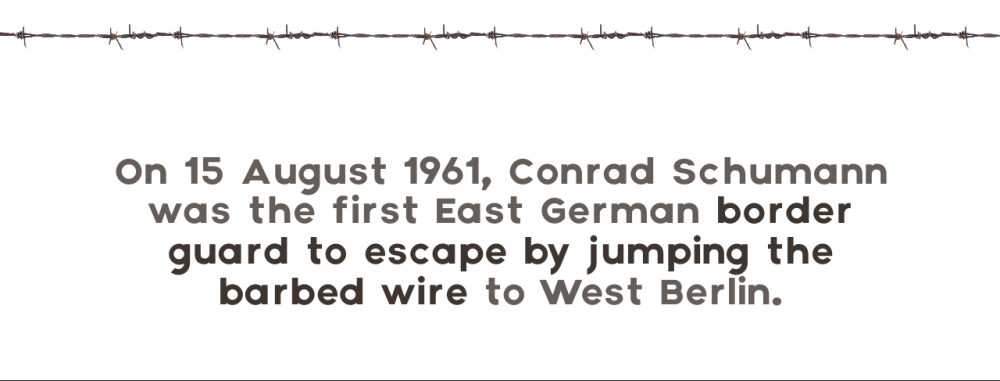 On 15 August 1961, Conrad Schumann
was the first East German border
guard to escape by jumping the
barbed wire to West Berlin.